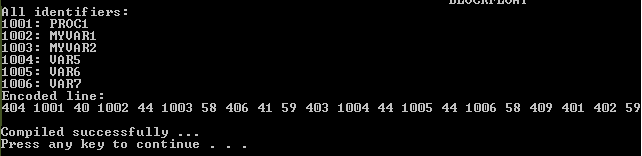 BLOCKFLOAT
All identifiers:
1001: PROC1
1002: MYVAR1
1003: MYVAR2
1004: VAR5
1005: VAR6
1006: VAR7
Encoded line:
404 1001 40 1002 44 1003 58 406 41 59 403 1004 44 1005 44 1006 58 409 401 402 59
Compiled successfully ...
Press any key to continue . . .